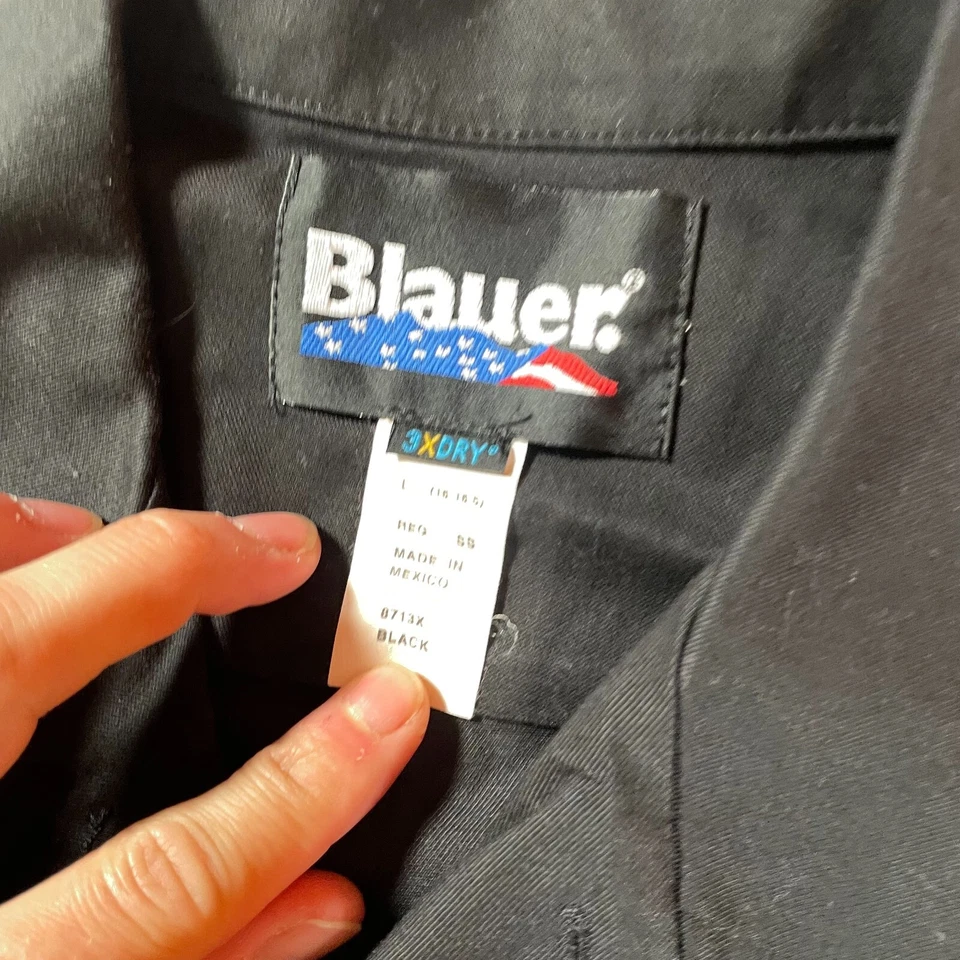 Blauer.®
3XDRY®
L (16-16.5)
REG SS
MADE IN
MEXICO
8713X
BLACK